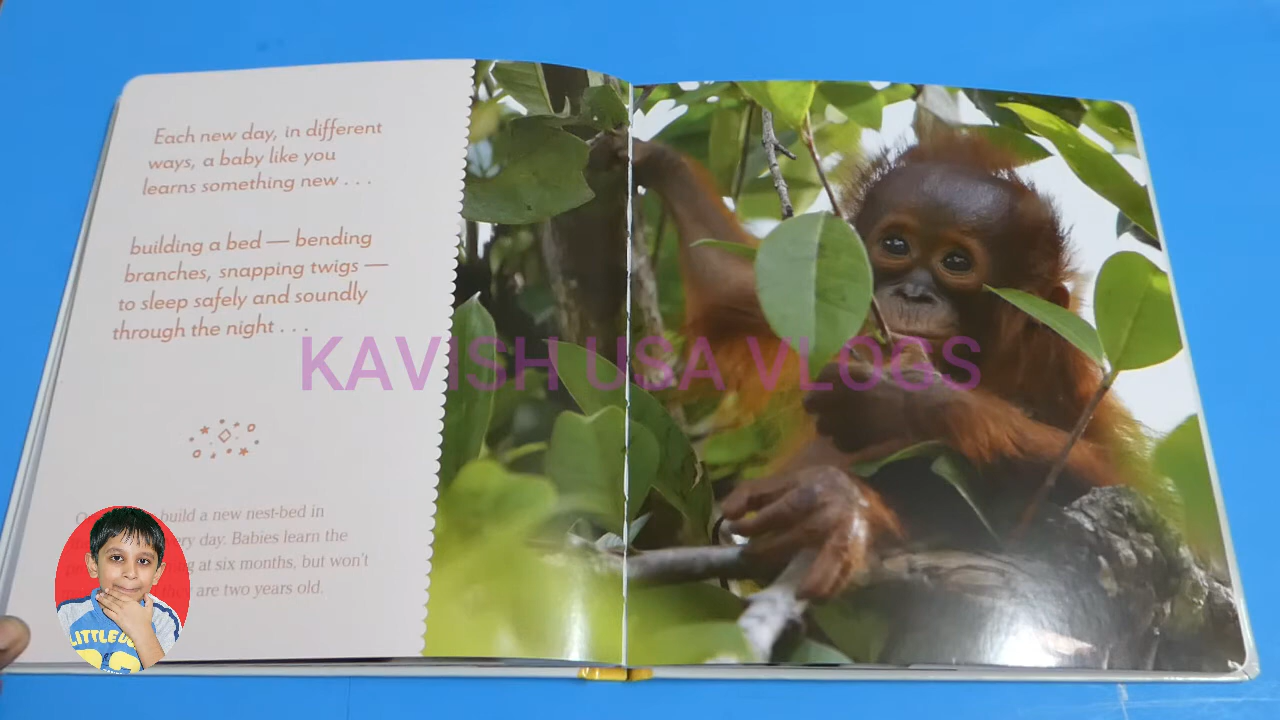 Each new day, in different
ways, a baby like you
learns something new . . .
building a bed — bending
branches, snapping twigs —
to sleep safely and soundly
through the night . . .
KAVISH USA VLOGS
build a new nest-bed in
day. Babies learn the
at six months, but won't
are two years old.
LITTLE